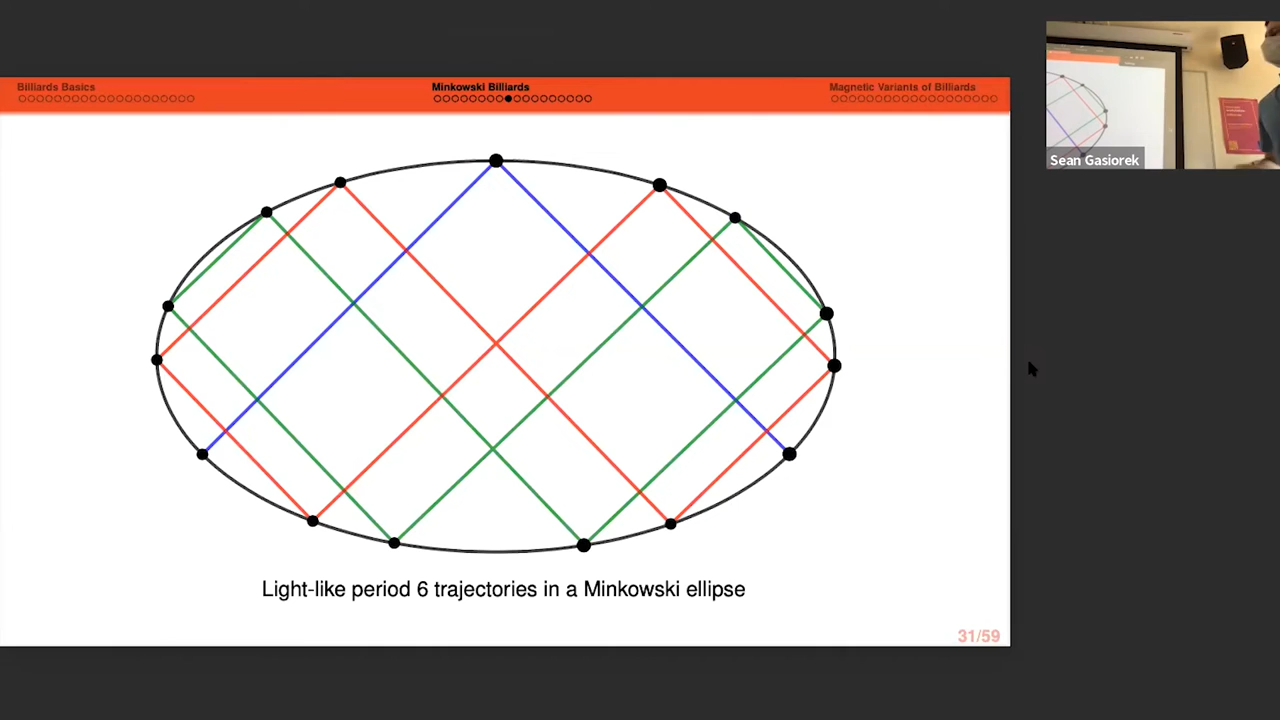 Billiards Basics
Minkowski Billiards
Magnetic Variants of Billiards
Sean Gasiorek
Light-like period 6 trajectories in a Minkowski ellipse
31/59